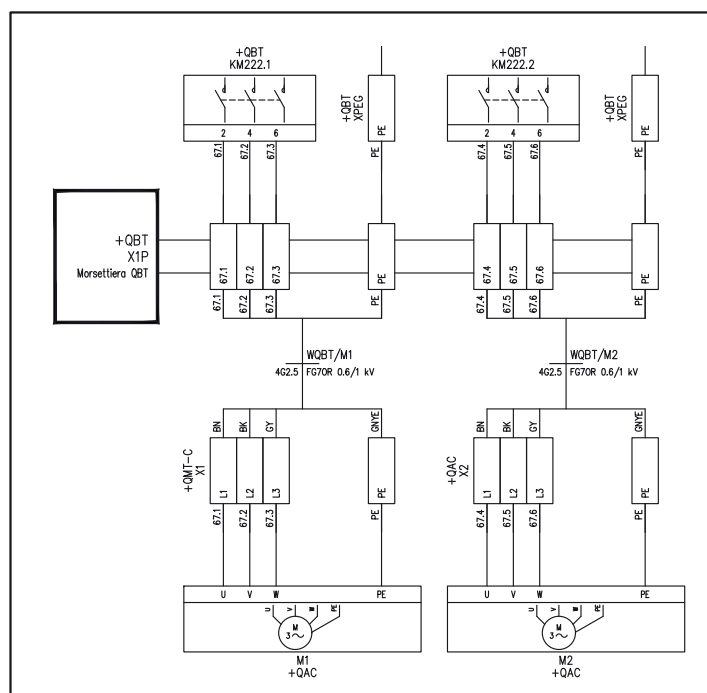 +QBT
KM222.1
2 4 6
67.1 67.2 67.3
+QBT
XPEG
PE
PE
+QBT
KM222.2
2 4 6
67.4 67.5 67.6
+QBT
XPEG
PE
PE
+QBT
X1P
Morsettiera QBT
67.1 67.2 67.3 PE
67.4 67.5 67.6 PE
67.1 67.2 67.3 PE
67.4 67.5 67.6 PE
WQBT/M1
4G2.5 FG7OR 0.6/1 kV
WQBT/M2
4G2.5 FG7OR 0.6/1 kV
BN BK GY GNYE
BN BK GY GNYE
+QMT-C
X1
L1 L2 L3 PE
+QAC
X2
L1 L2 L3 PE
67.1 67.2 67.3 PE
67.4 67.5 67.6 PE
U V W PE
U V W PE
U V W PE
U V W PE
M
3~
M
3~
M1
+QAC
M2
+QAC